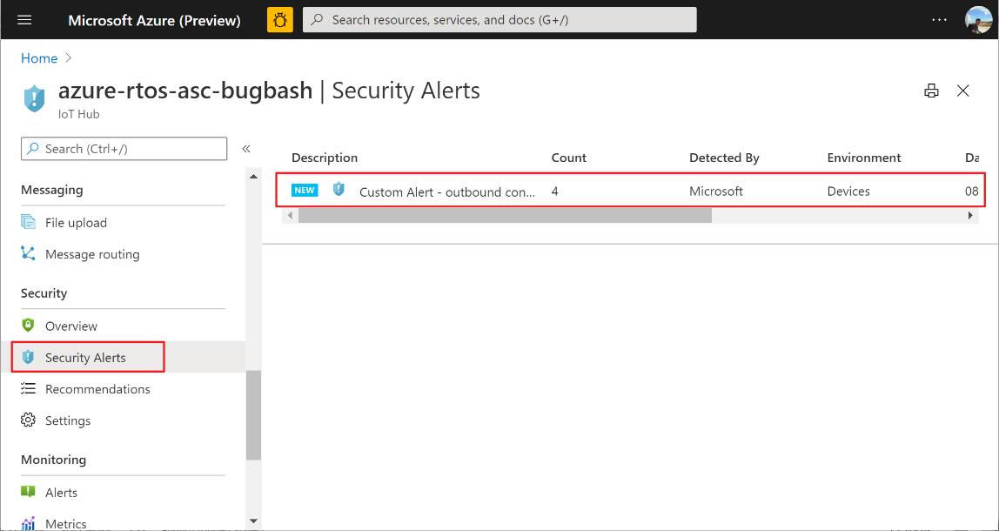 Microsoft Azure (Preview)
Search resources, services, and docs (G+/)
Home
azure-rtos-asc-bugbash | Security Alerts
IoT Hub
Search (Ctrl+/)
«
Description Count Detected By Environment Da
NEW Custom Alert - outbound con... 4 Microsoft Devices 08
Messaging
File upload
Message routing
Security
Overview
Security Alerts
Recommendations
Settings
Monitoring
Alerts
Metrics